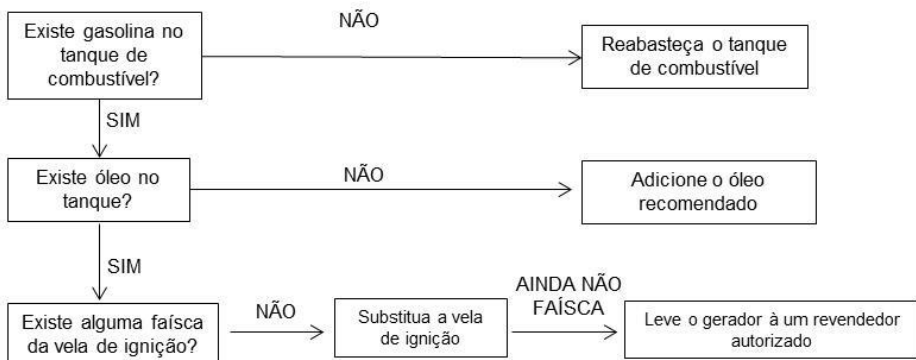 Existe gasolina no
tanque de
combustível?
NÃO
Reabasteça o tanque
de combustível
SIM
Existe óleo no
tanque?
NÃO
Adicione o óleo
recomendado
SIM
Existe alguma faísca
da vela de ignição?
NÃO
Substitua a vela
de ignição
AINDA NÃO
FAÍSCA
Leve o gerador à um revendedor
autorizado